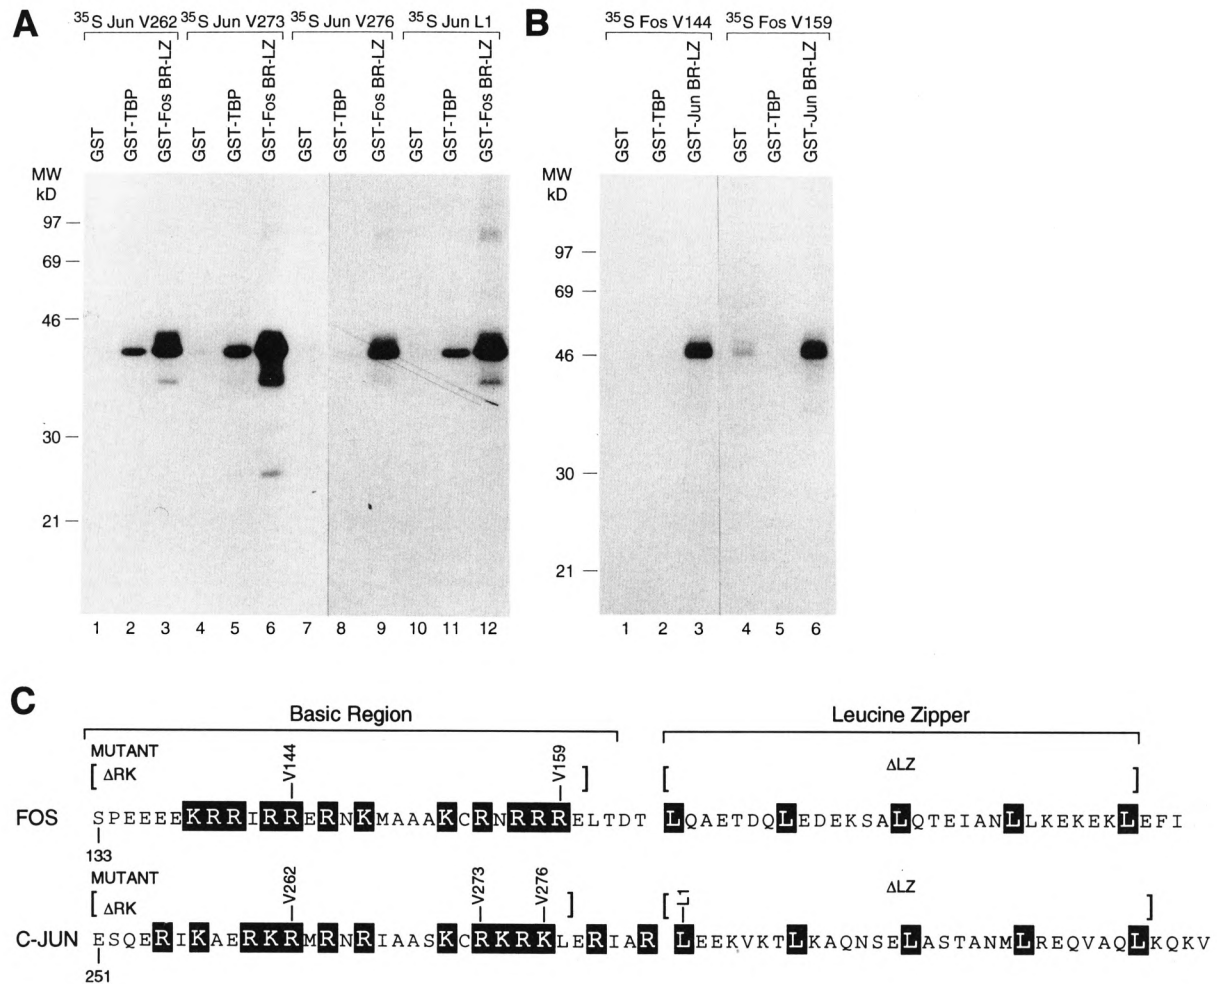 A
35S Jun V262 35S Jun V273 35S Jun V276 35S Jun L1
GST GST-TBP GST-Fos BR-LZ GST GST-TBP GST-Fos BR-LZ GST GST-TBP GST-Fos BR-LZ GST GST-TBP GST-Fos BR-LZ
MW
kD
97
69
46
30
21
1 2 3 4 5 6 7 8 9 10 11 12
B
35S Fos V144 35S Fos V159
GST GST-TBP GST-Jun BR-LZ GST GST-TBP GST-Jun BR-LZ
MW
kD
97
69
46
30
21
1 2 3 4 5 6
C
Basic Region Leucine Zipper
MUTANT V144 V159
[ΔRK ] [ ΔLZ ]
FOS SPEEEEKRRIRRERNKMAAAKCRNRRRELTDT LQAETDQLEDEKSALQTEIANLLKEKEKLEFI
133
MUTANT V262 V273 V276
[ΔRK ] [ L1 ΔLZ ]
C-JUN ESQERIKAERKRMRNRIAASKCRKRKLERIAR LEEKVKTLKAQNSELASTANMLREQVAQLKQKV
251